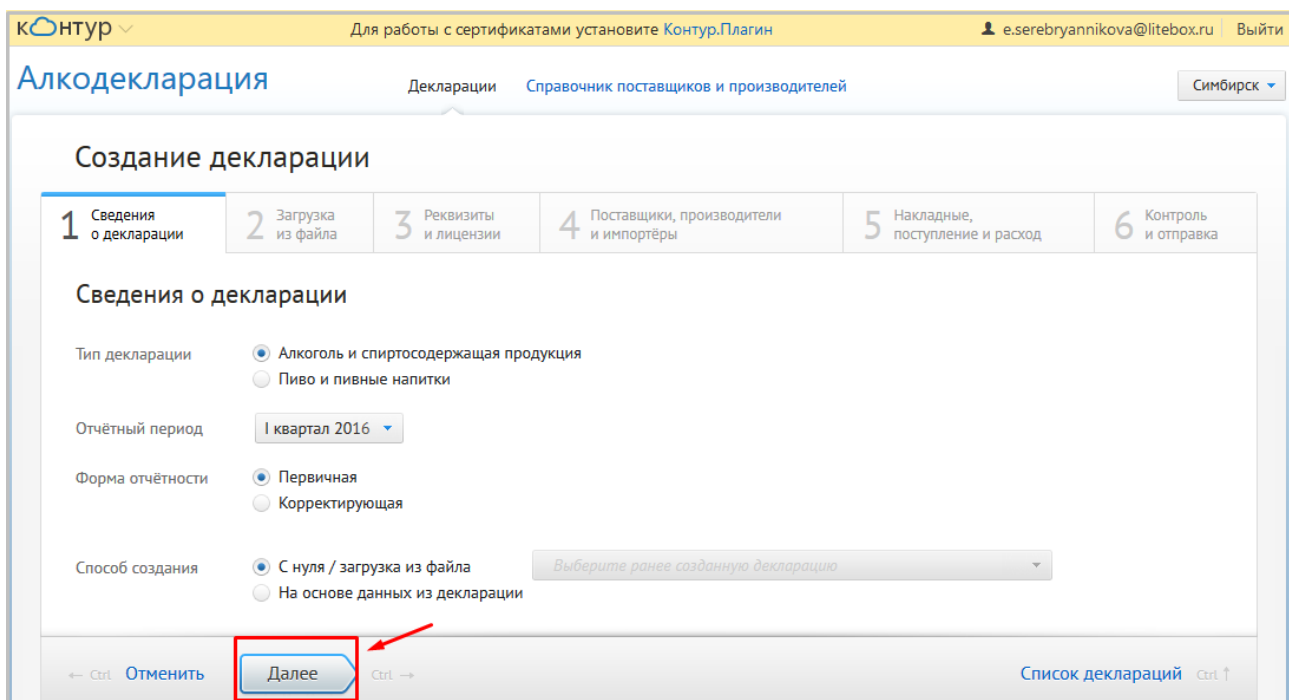 контур Для работы с сертификатами установите Контур.Плагин e.serebryannikova@litebox.ru Выйти
Алкодекларация Декларации Справочник поставщиков и производителей Симбирск
Создание декларации
1 Сведения о декларации
2 Загрузка из файла
3 Реквизиты и лицензии
4 Поставщики, производители и импортёры
5 Накладные, поступление и расход
6 Контроль и отправка
Сведения о декларации
Тип декларации Алкоголь и спиртосодержащая продукция
Пиво и пивные напитки
Отчётный период I квартал 2016
Форма отчётности Первичная
Корректирующая
Способ создания С нуля / загрузка из файла Выберите ранее созданную декларацию
На основе данных из декларации
← Ctrl Отменить Далее Ctrl → Список деклараций Ctrl ↑